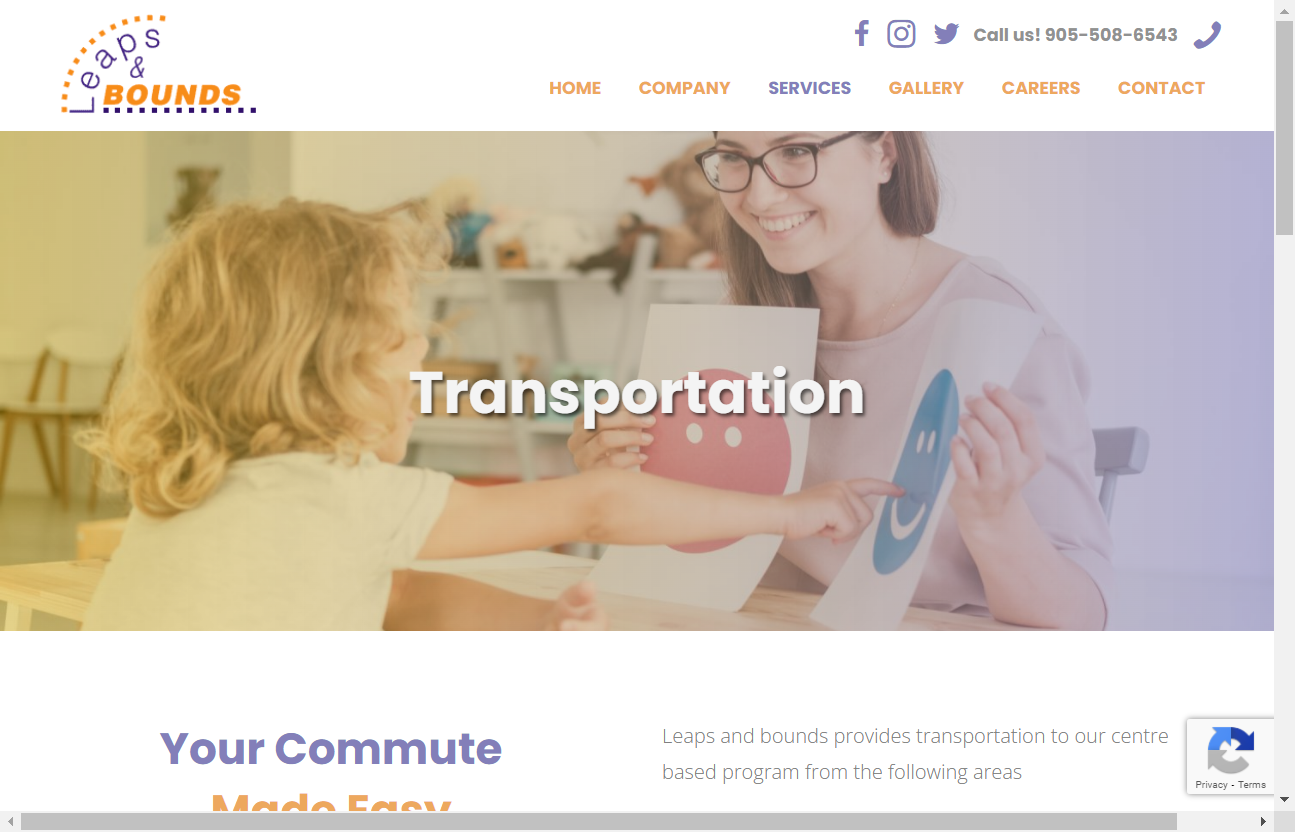 Leaps
&
BOUNDS
Call us! 905-508-6543
HOME COMPANY SERVICES GALLERY CAREERS CONTACT
Transportation
Your Commute
Made Easy
Leaps and bounds provides transportation to our centre
based program from the following areas
Privacy - Terms